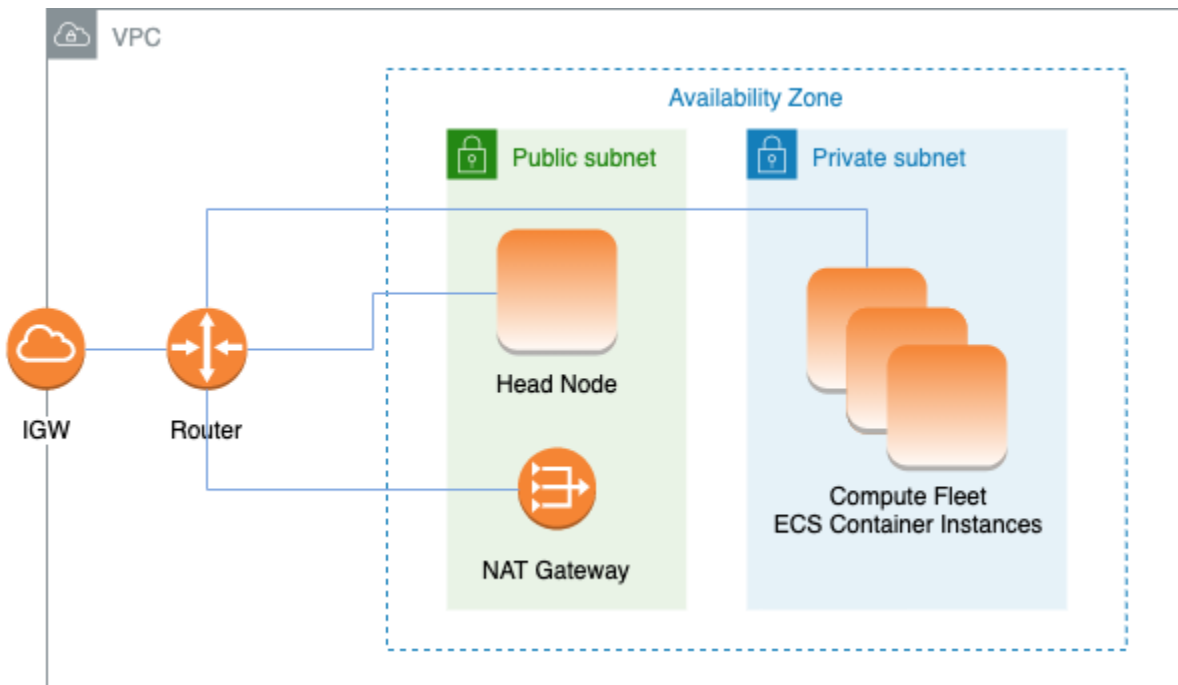 VPC
Availability Zone
Public subnet
Private subnet
Head Node
IGW
Router
NAT Gateway
Compute Fleet
ECS Container Instances